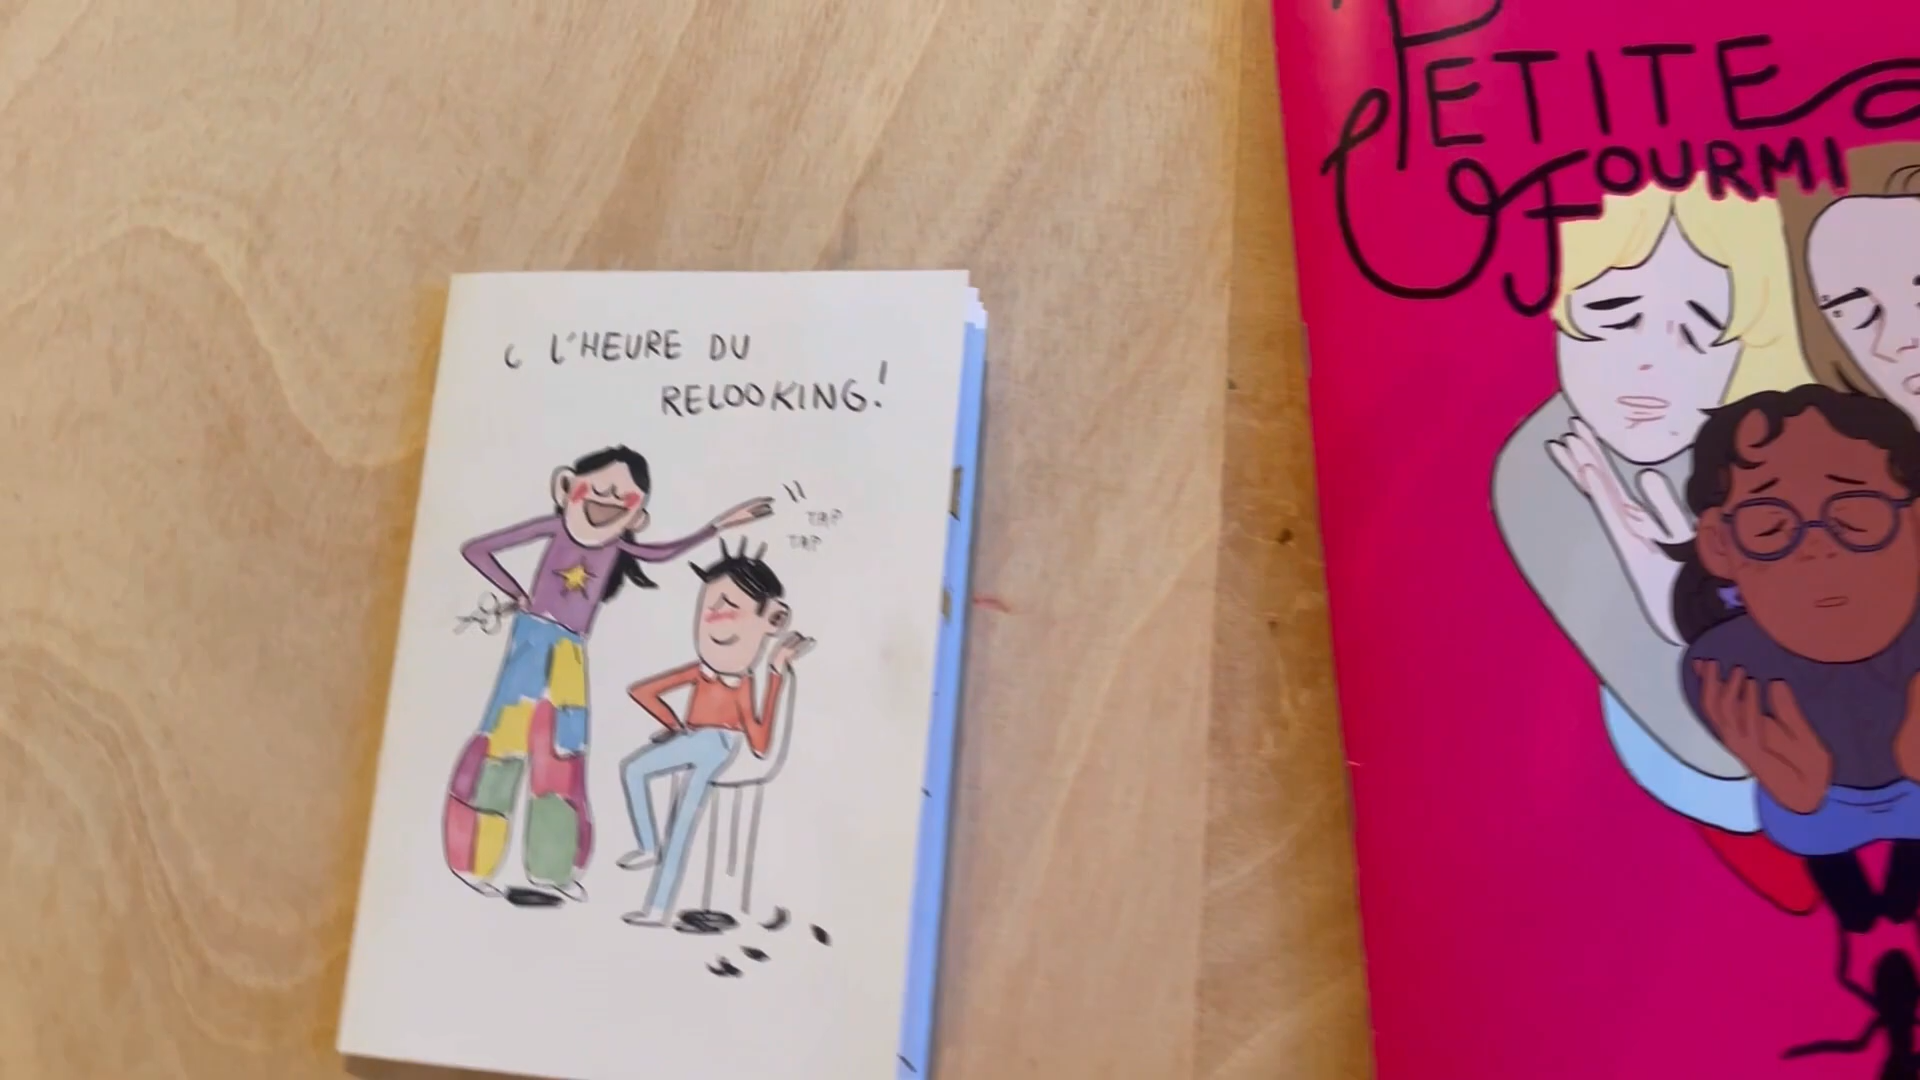 C L'HEURE DU
RELOOKING!
TAP
TAP
PETITE
FOURMI